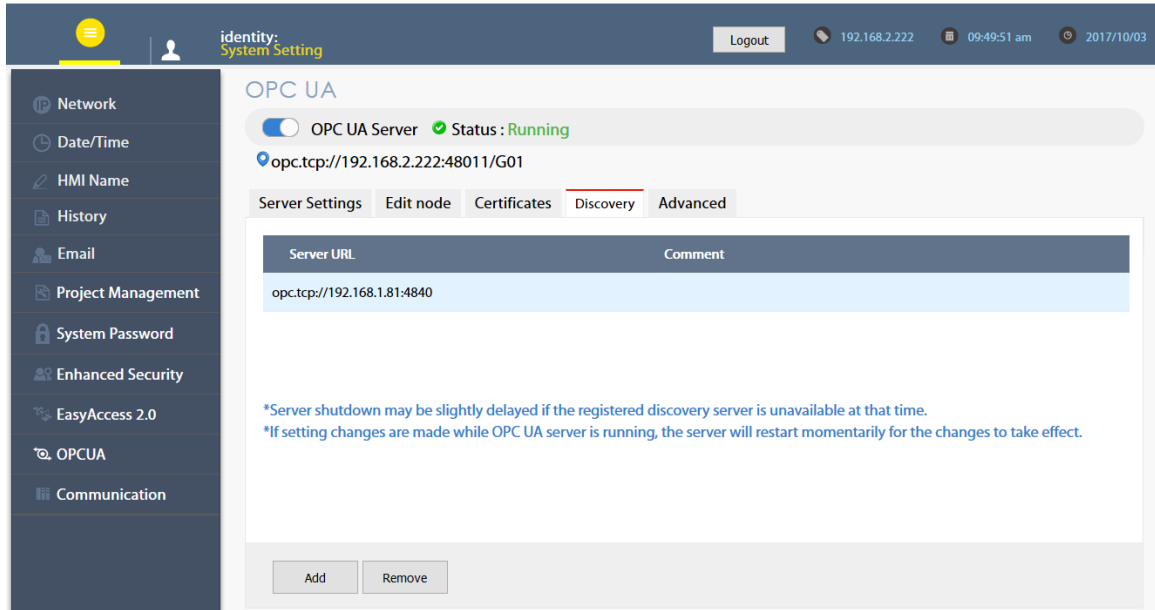 identity:
System Setting
Logout
192.168.2.222
09:49:51 am
2017/10/03
IP Network
Date/Time
HMI Name
History
Email
Project Management
System Password
Enhanced Security
EasyAccess 2.0
OPCUA
Communication
OPC UA
OPC UA Server Status : Running
opc.tcp://192.168.2.222:48011/G01
Server Settings Edit node Certificates Discovery Advanced
Server URL Comment
opc.tcp://192.168.1.81:4840
*Server shutdown may be slightly delayed if the registered discovery server is unavailable at that time.
*If setting changes are made while OPC UA server is running, the server will restart momentarily for the changes to take effect.
Add Remove